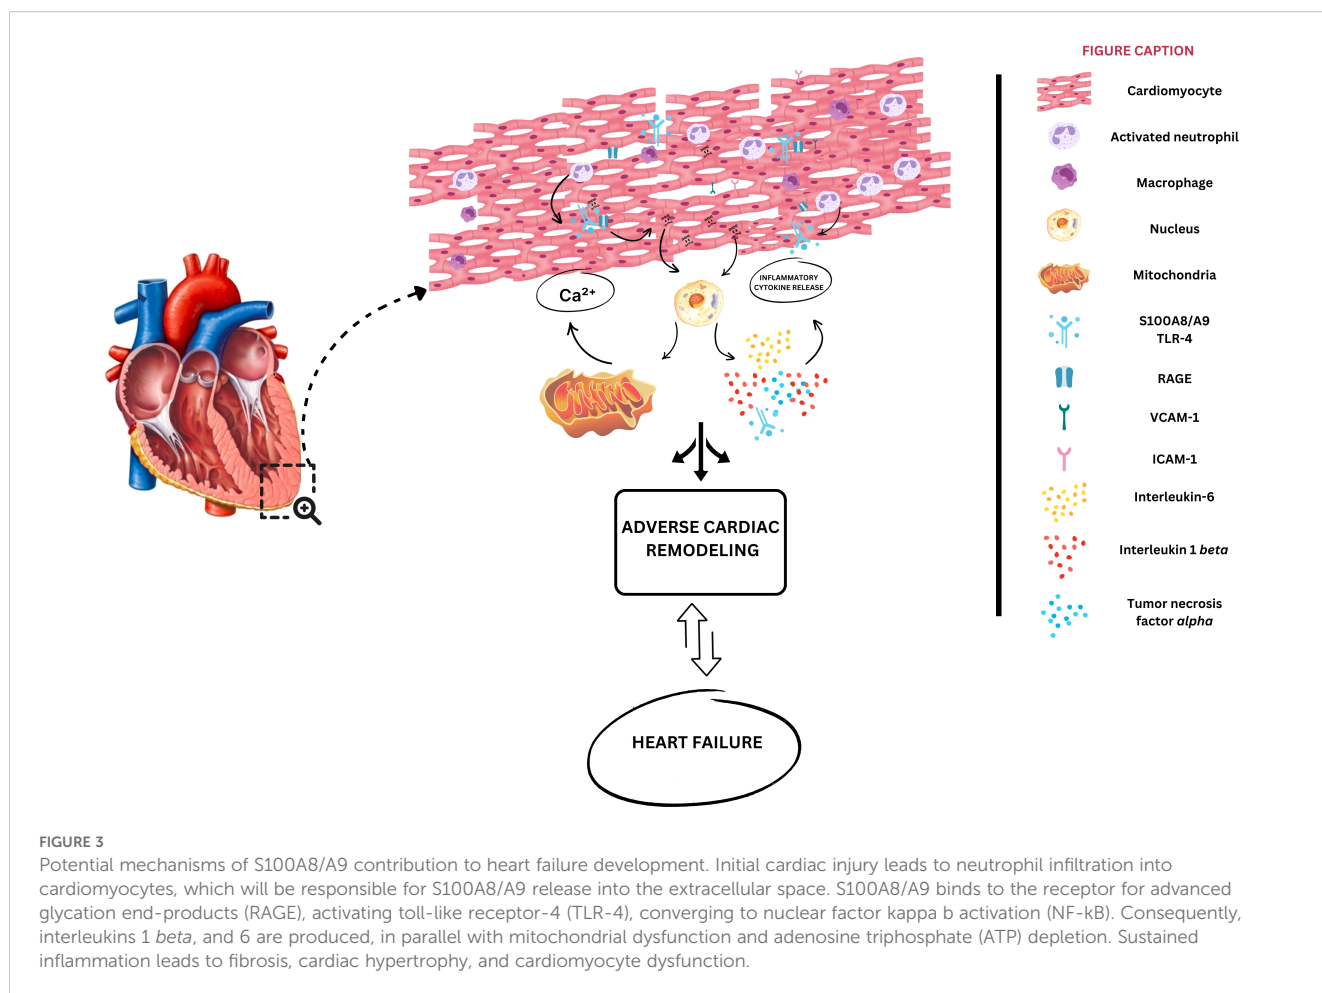 FIGURE CAPTION
Cardiomyocyte
Activated neutrophil
Macrophage
Nucleus
Mitochondria
S100A8/A9
TLR-4
RAGE
VCAM-1
ICAM-1
Interleukin-6
Interleukin 1 beta
Tumor necrosis
factor alpha
Ca²⁺
INFLAMMATORY
CYTOKINE RELEASE
ADVERSE CARDIAC
REMODELING
HEART FAILURE
FIGURE 3
Potential mechanisms of S100A8/A9 contribution to heart failure development. Initial cardiac injury leads to neutrophil infiltration into
cardiomyocytes, which will be responsible for S100A8/A9 release into the extracellular space. S100A8/A9 binds to the receptor for advanced
glycation end-products (RAGE), activating toll-like receptor-4 (TLR-4), converging to nuclear factor kappa b activation (NF-kB). Consequently,
interleukins 1 beta, and 6 are produced, in parallel with mitochondrial dysfunction and adenosine triphosphate (ATP) depletion. Sustained
inflammation leads to fibrosis, cardiac hypertrophy, and cardiomyocyte dysfunction.